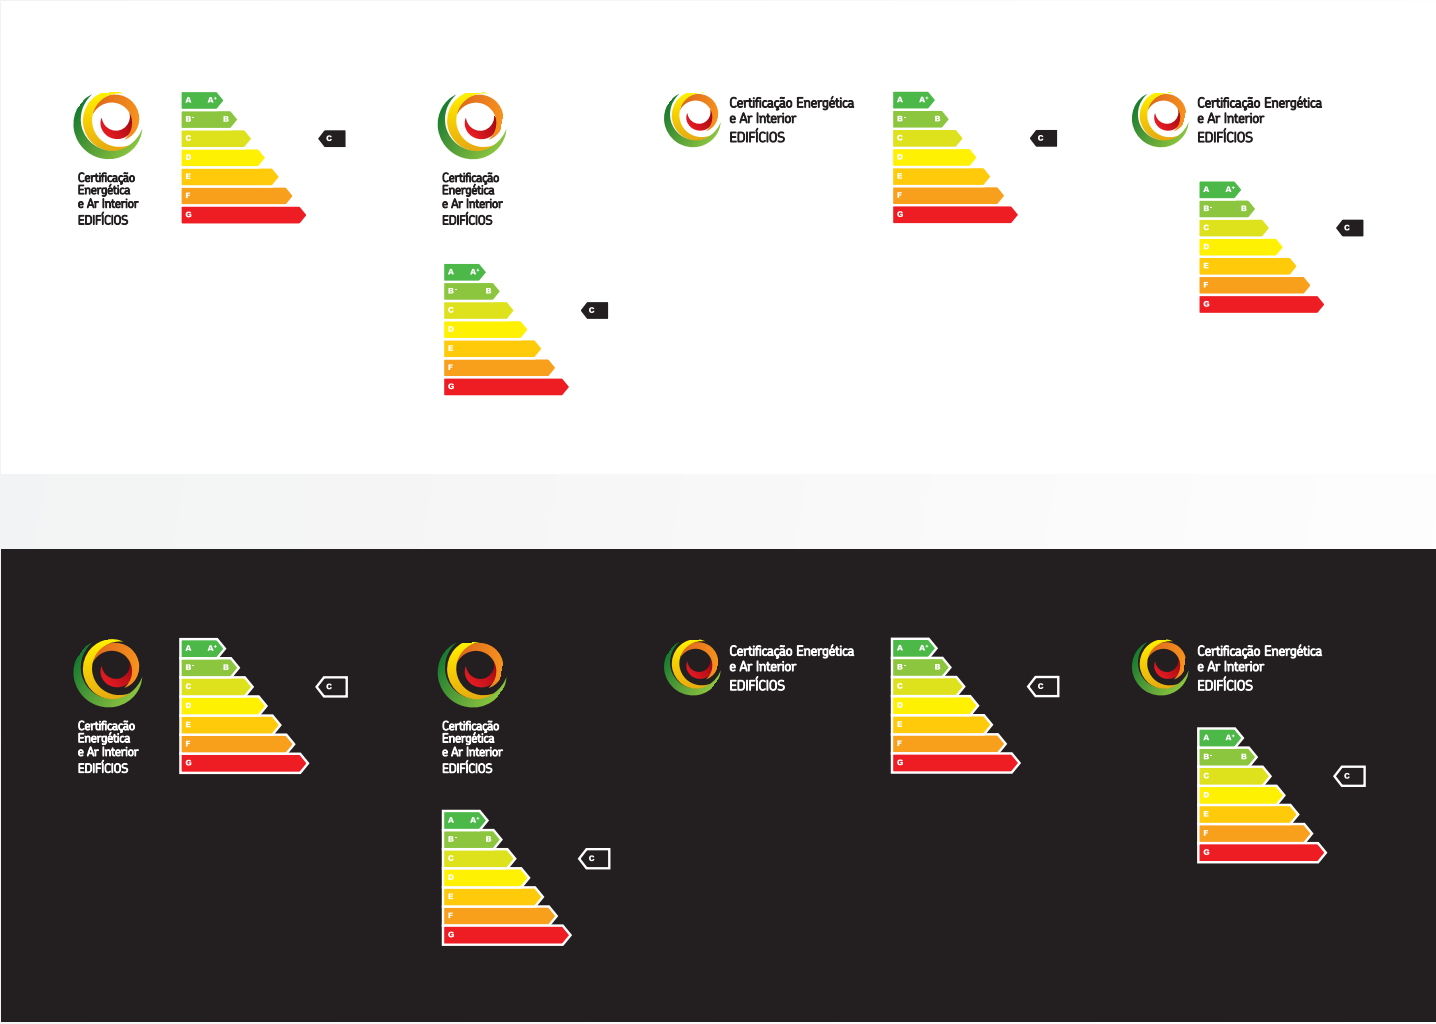 Certificação
Energética
e Ar Interior
EDIFÍCIOS
A A+
B- B
C
D
E
F
G
C
Certificação
Energética
e Ar Interior
EDIFÍCIOS
A A+
B- B
C
D
E
F
G
C
Certificação Energética
e Ar Interior
EDIFÍCIOS
A A+
B- B
C
D
E
F
G
C
Certificação Energética
e Ar Interior
EDIFÍCIOS
A A+
B- B
C
D
E
F
G
C
Certificação
Energética
e Ar Interior
EDIFÍCIOS
A A+
B- B
C
D
E
F
G
C
Certificação
Energética
e Ar Interior
EDIFÍCIOS
A A+
B- B
C
D
E
F
G
C
Certificação Energética
e Ar Interior
EDIFÍCIOS
A A+
B- B
C
D
E
F
G
C
Certificação Energética
e Ar Interior
EDIFÍCIOS
A A+
B- B
C
D
E
F
G
C